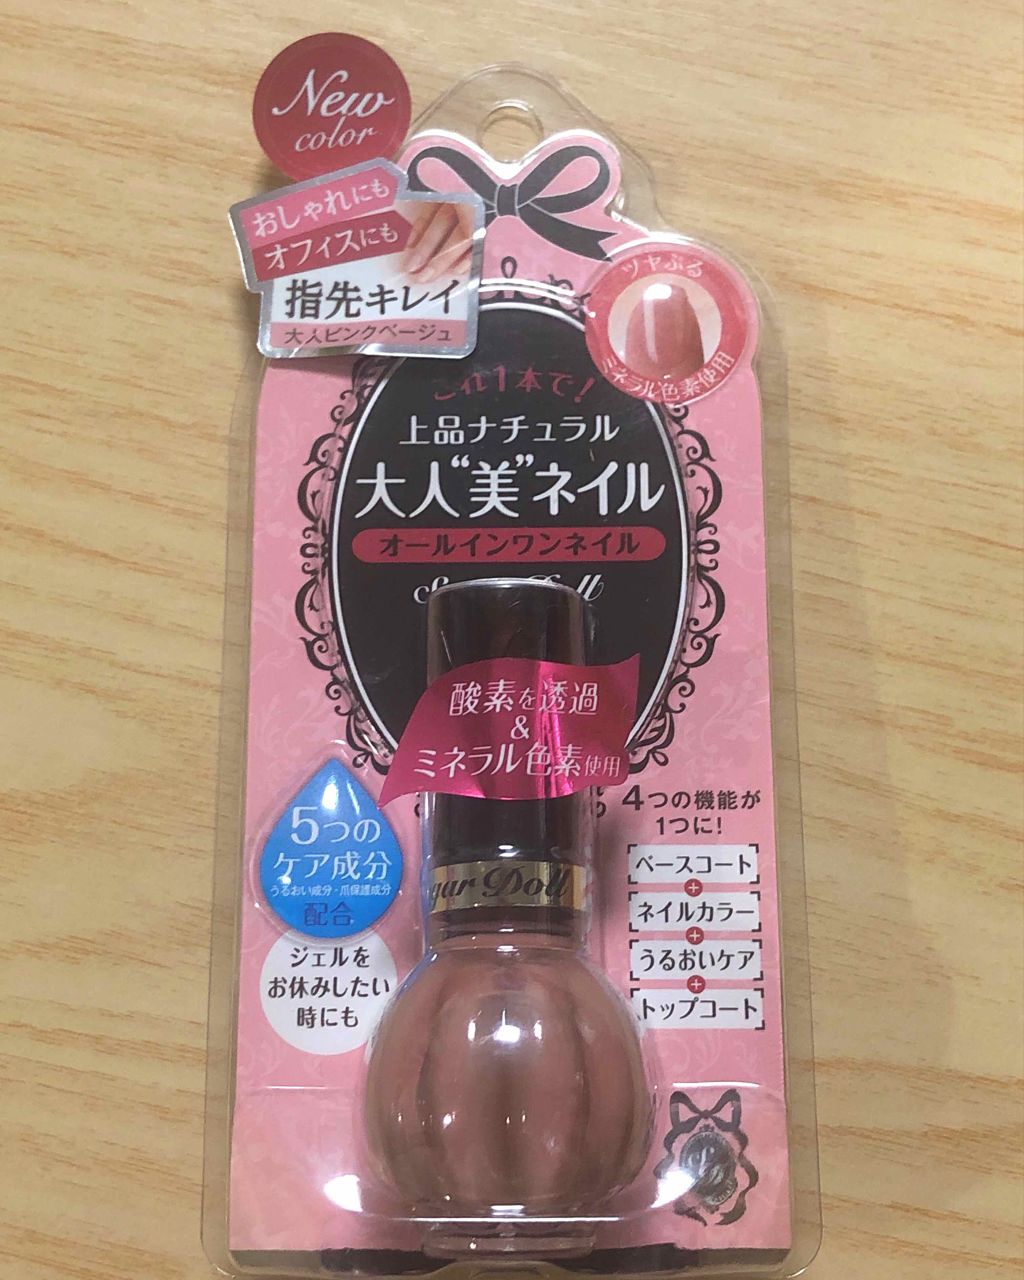 New
color
おしゃれにも
オフィスにも
指先キレイ
大人ピンクベージュ
ツヤぷる
ミネラル色素使用
これ1本で!
上品ナチュラル
大人“美”ネイル
オールインワンネイル
Doll
酸素を透過
&
ミネラル色素使用
4つの機能が
1つに!
ベースコート
+
ネイルカラー
+
うるおいケア
+
トップコート
5つの
ケア成分
うるおい成分・爪保護成分
配合
gar Doll
ジェルを
お休みしたい
時にも